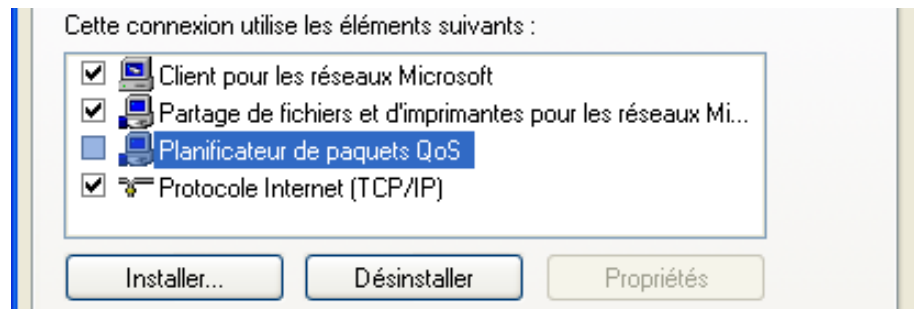 Cette connexion utilise les éléments suivants :
Client pour les réseaux Microsoft
Partage de fichiers et d'imprimantes pour les réseaux Mi...
Planificateur de paquets QoS
Protocole Internet (TCP/IP)
Installer... Désinstaller Propriétés